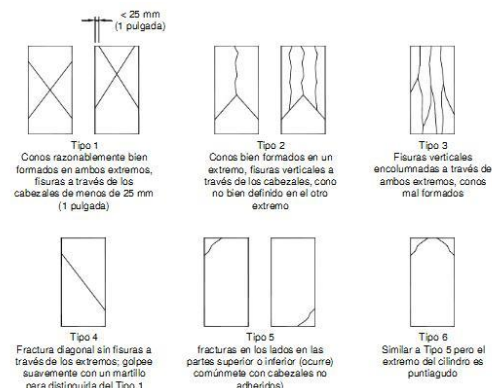 < 25 mm
(1 pulgada)
Tipo 1
Conos razonablemente bien
formados en ambos extremos,
fisuras a través de los
cabezales de menos de 25 mm
(1 pulgada)
Tipo 2
Conos bien formados en un
extremo, fisuras verticales a
través de los cabezales, cono
no bien definido en el otro
extremo
Tipo 3
Fisuras verticales
encolumnadas a través de
ambos extremos, conos
mal formados
Tipo 4
Fractura diagonal sin fisuras a
través de los extremos; golpee
suavemente con un martillo
para distinguirla del Tipo 1
Tipo 5
fracturas en los lados en las
partes superior o inferior (ocurre)
comúnmete con cabezales no
adheridos)
Tipo 6
Similar a Tipo 5 pero el
extremo del cilindro es
puntiagudo